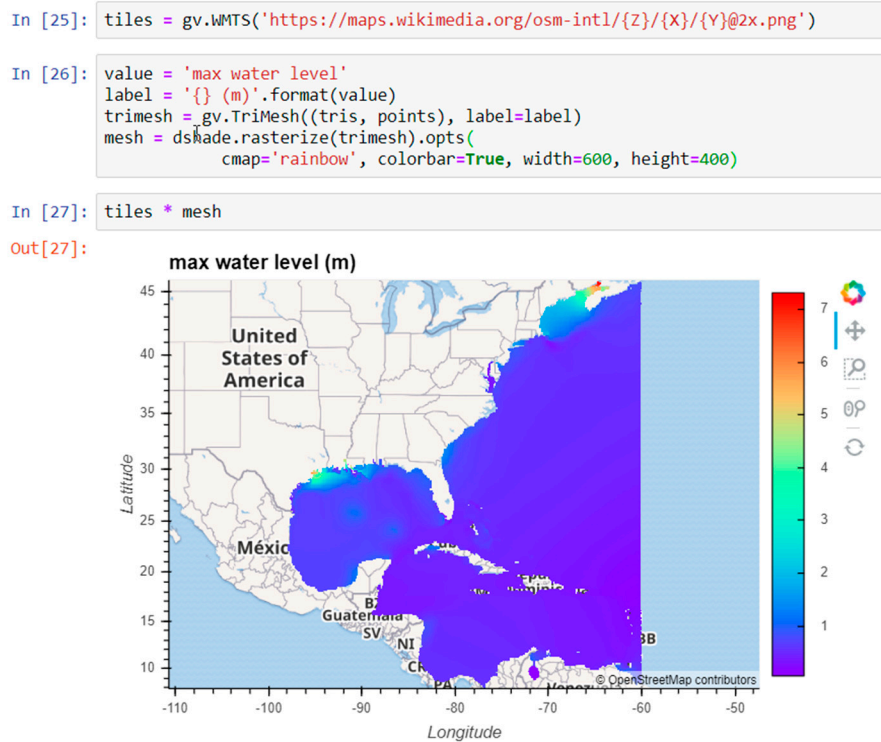 In [25]: tiles = gv.WMTS('https://maps.wikimedia.org/osm-intl/{Z}/{X}/{Y}@2x.png')
In [26]: value = 'max water level'
label = '{} (m)'.format(value)
trimesh = gv.TriMesh((tris, points), label=label)
mesh = dshade.rasterize(trimesh).opts(
cmap='rainbow', colorbar=True, width=600, height=400)
In [27]: tiles * mesh
Out[27]:
max water level (m)
45
40
35
30
25
20
15
10
Latitude
United
States of
America
Méxic
Guatemala
SV
NI
PA
BB
© OpenStreetMap contributors
-110 -100 -90 -80 -70 -60 -50
Longitude
7
6
5
4
3
2
1